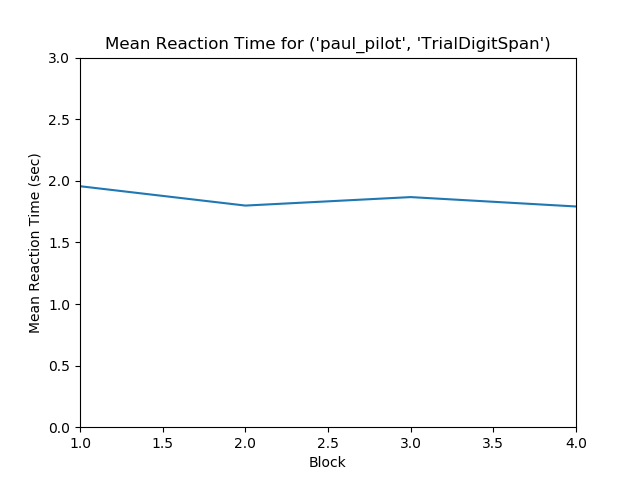 Mean Reaction Time for ('paul_pilot', 'TrialDigitSpan')
3.0
2.5
2.0
1.5
1.0
0.5
0.0
Mean Reaction Time (sec)
1.0 1.5 2.0 2.5 3.0 3.5 4.0
Block